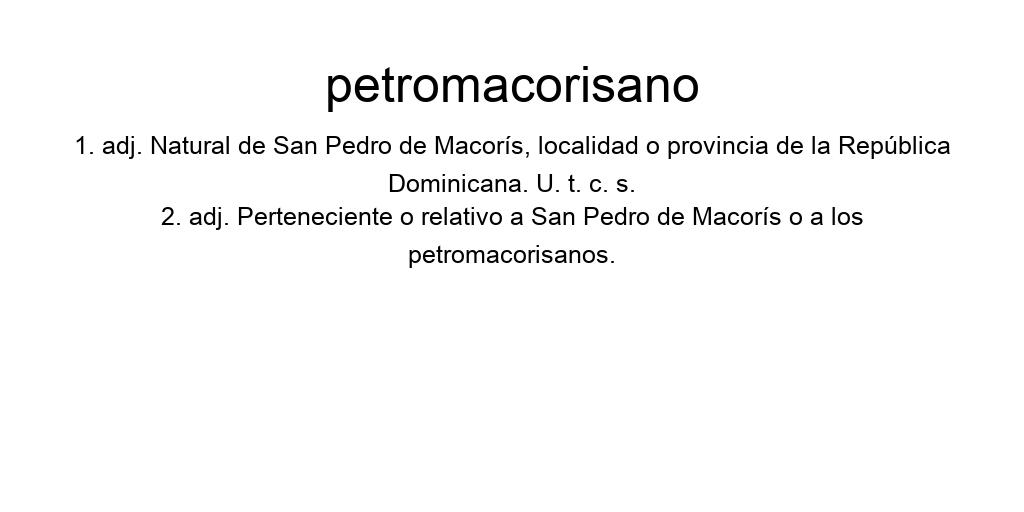 petromacorisano
1. adj. Natural de San Pedro de Macorís, localidad o provincia de la República
Dominicana. U. t. c. s.
2. adj. Perteneciente o relativo a San Pedro de Macorís o a los
petromacorisanos.